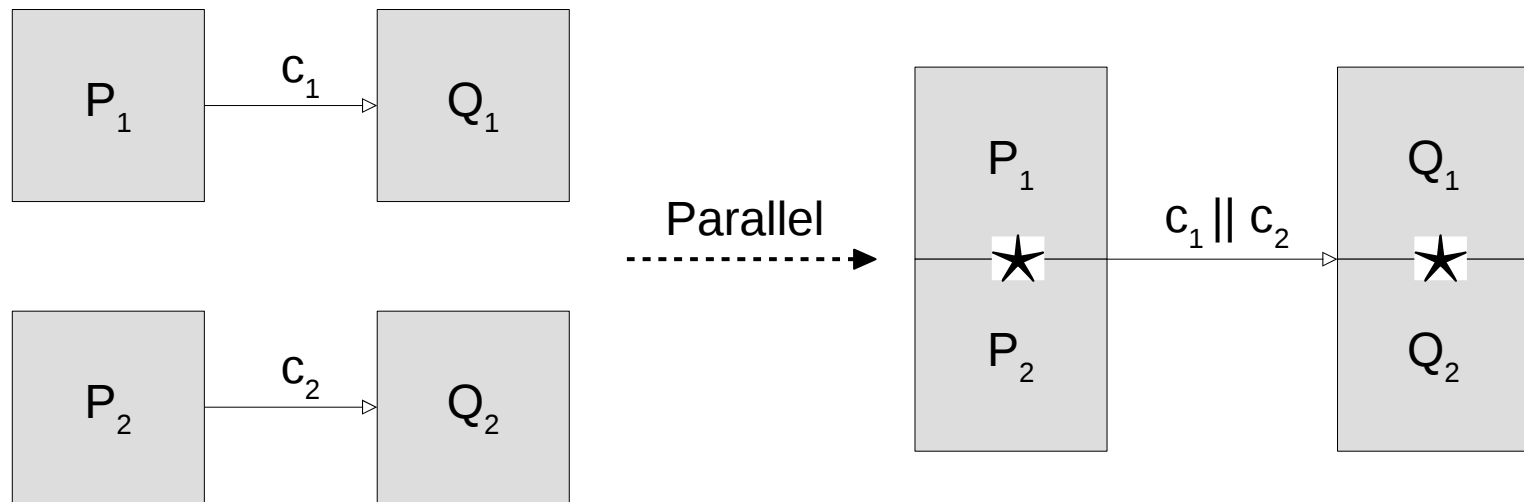 P₁ c₁ Q₁
P₂ c₂ Q₂
Parallel
P₁ ★ P₂
c₁ || c₂
Q₁ ★ Q₂